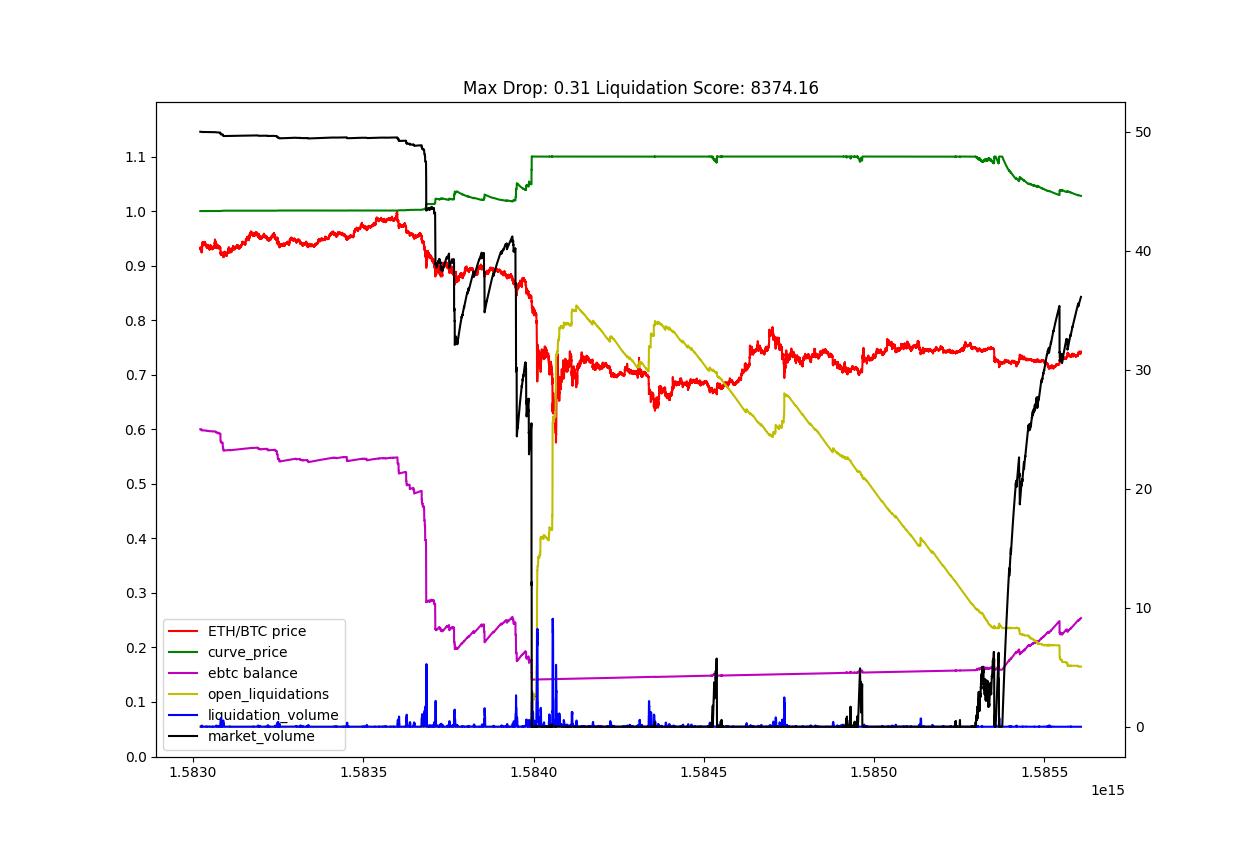 Max Drop: 0.31 Liquidation Score: 8374.16
1.1
1.0
0.9
0.8
0.7
0.6
0.5
0.4
0.3
0.2
0.1
0.0
50
40
30
20
10
0
ETH/BTC price
curve_price
ebtc balance
open_liquidations
liquidation_volume
market_volume
1.5830 1.5835 1.5840 1.5845 1.5850 1.5855
1e15